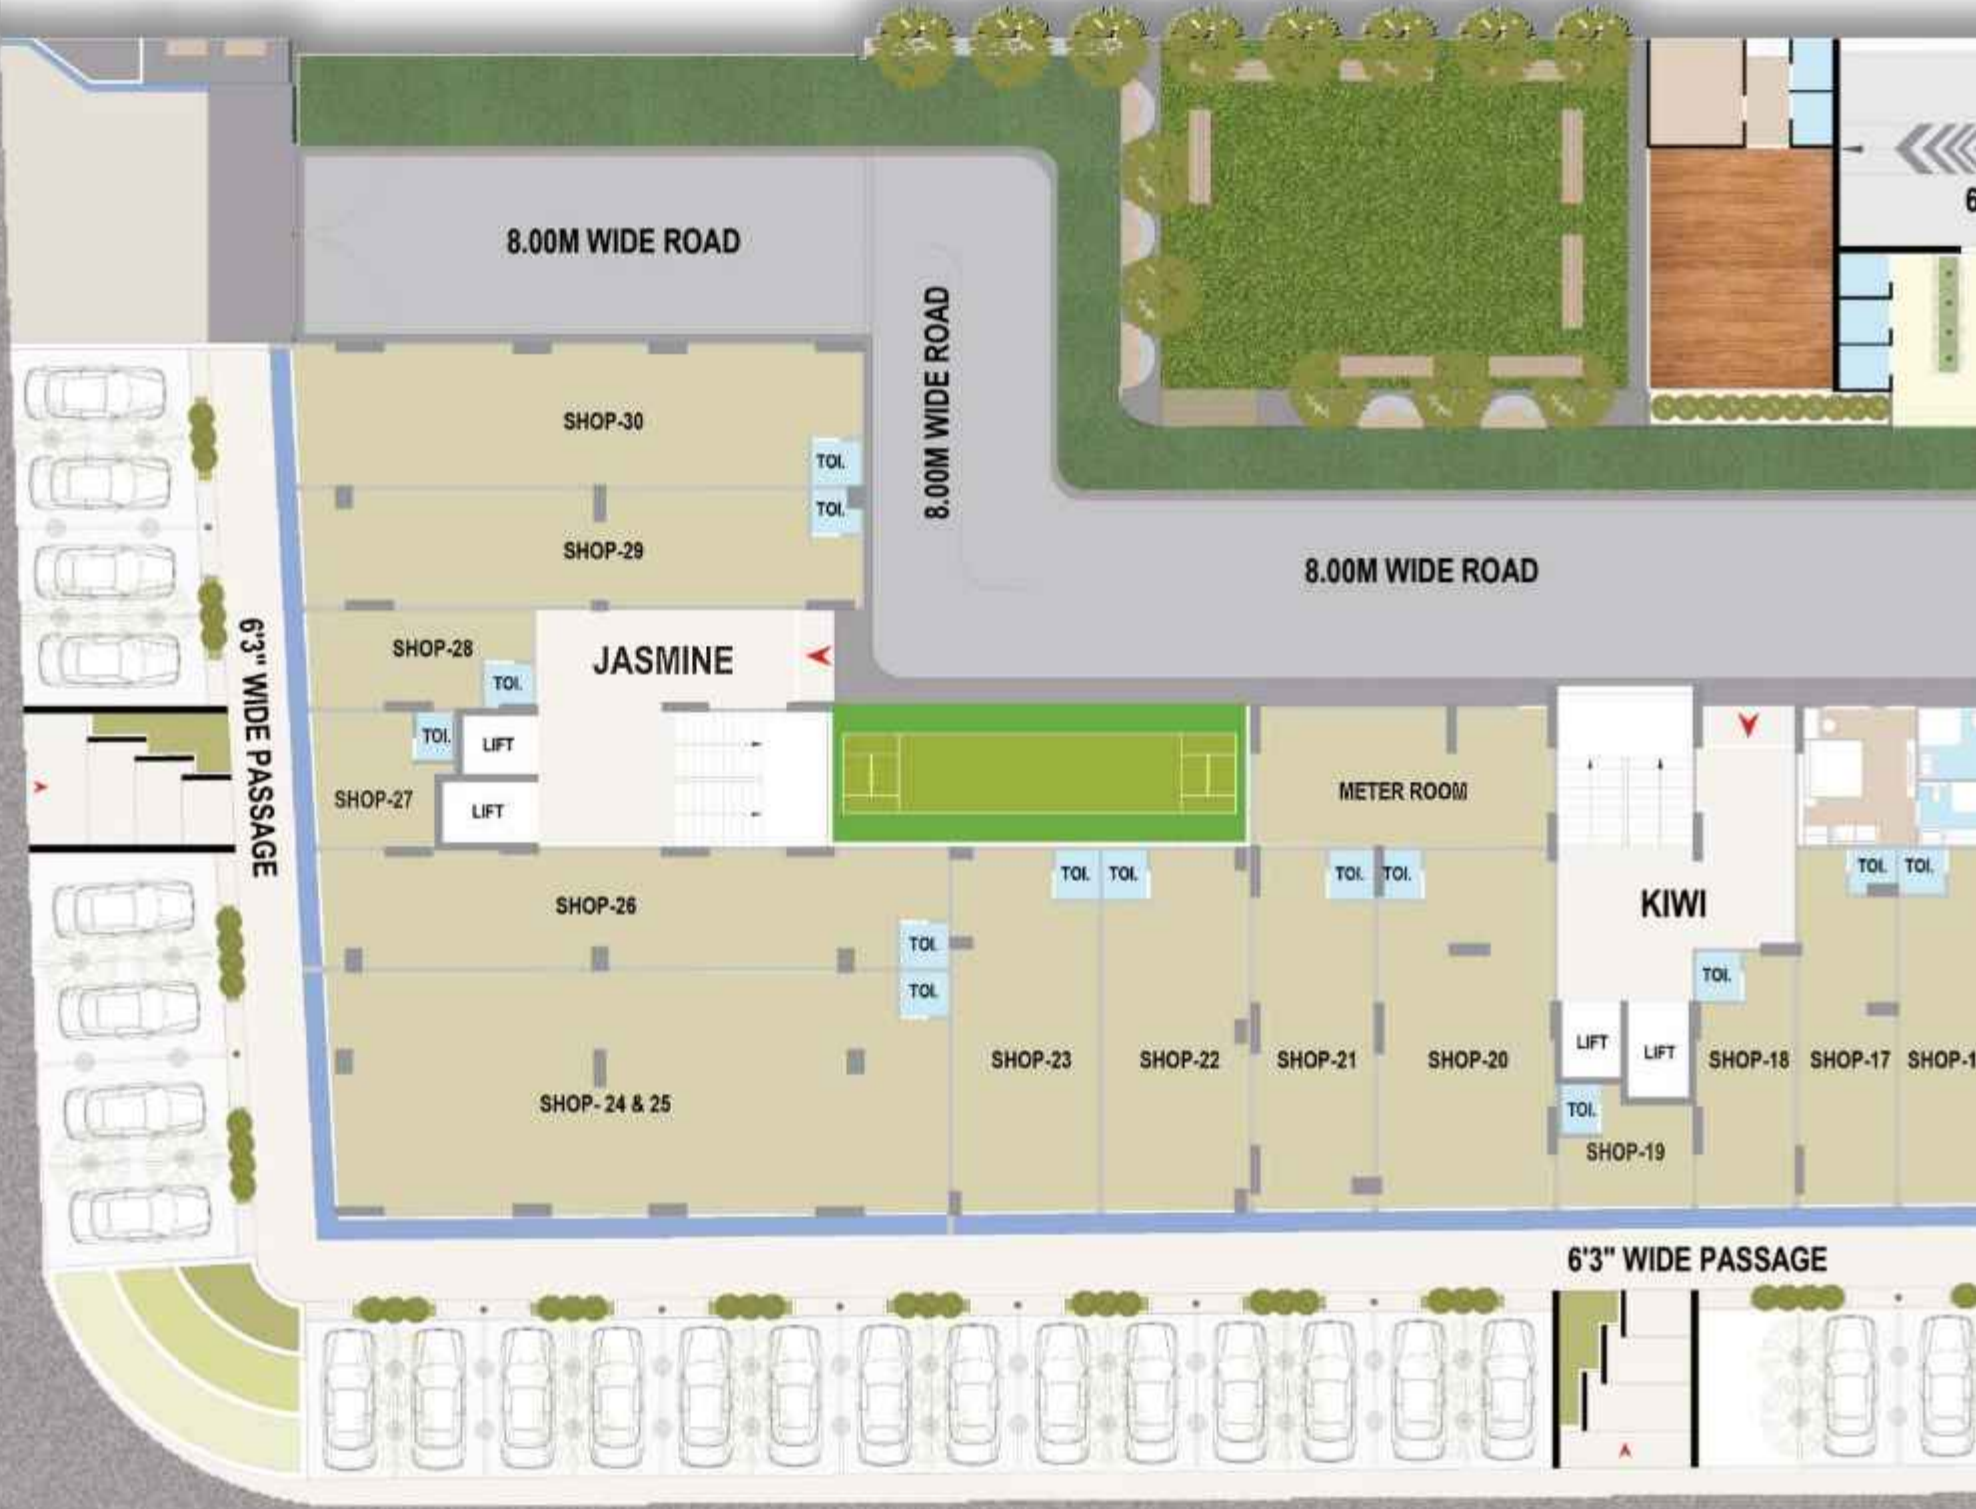 8.00M WIDE ROAD
6
8.00M WIDE ROAD
8.00M WIDE ROAD
SHOP-30
TOI.
TOI.
SHOP-29
SHOP-28
TOI.
JASMINE
6'3" WIDE PASSAGE
TOI.
LIFT
LIFT
SHOP-27
METER ROOM
SHOP-26
TOI.
TOI.
SHOP- 24 & 25
TOI.
TOI.
SHOP-23
SHOP-22
TOI.
TOI.
SHOP-21
SHOP-20
KIWI
TOI.
LIFT
LIFT
TOI.
SHOP-19
SHOP-18
TOI.
TOI.
SHOP-17
SHOP-1
6'3" WIDE PASSAGE